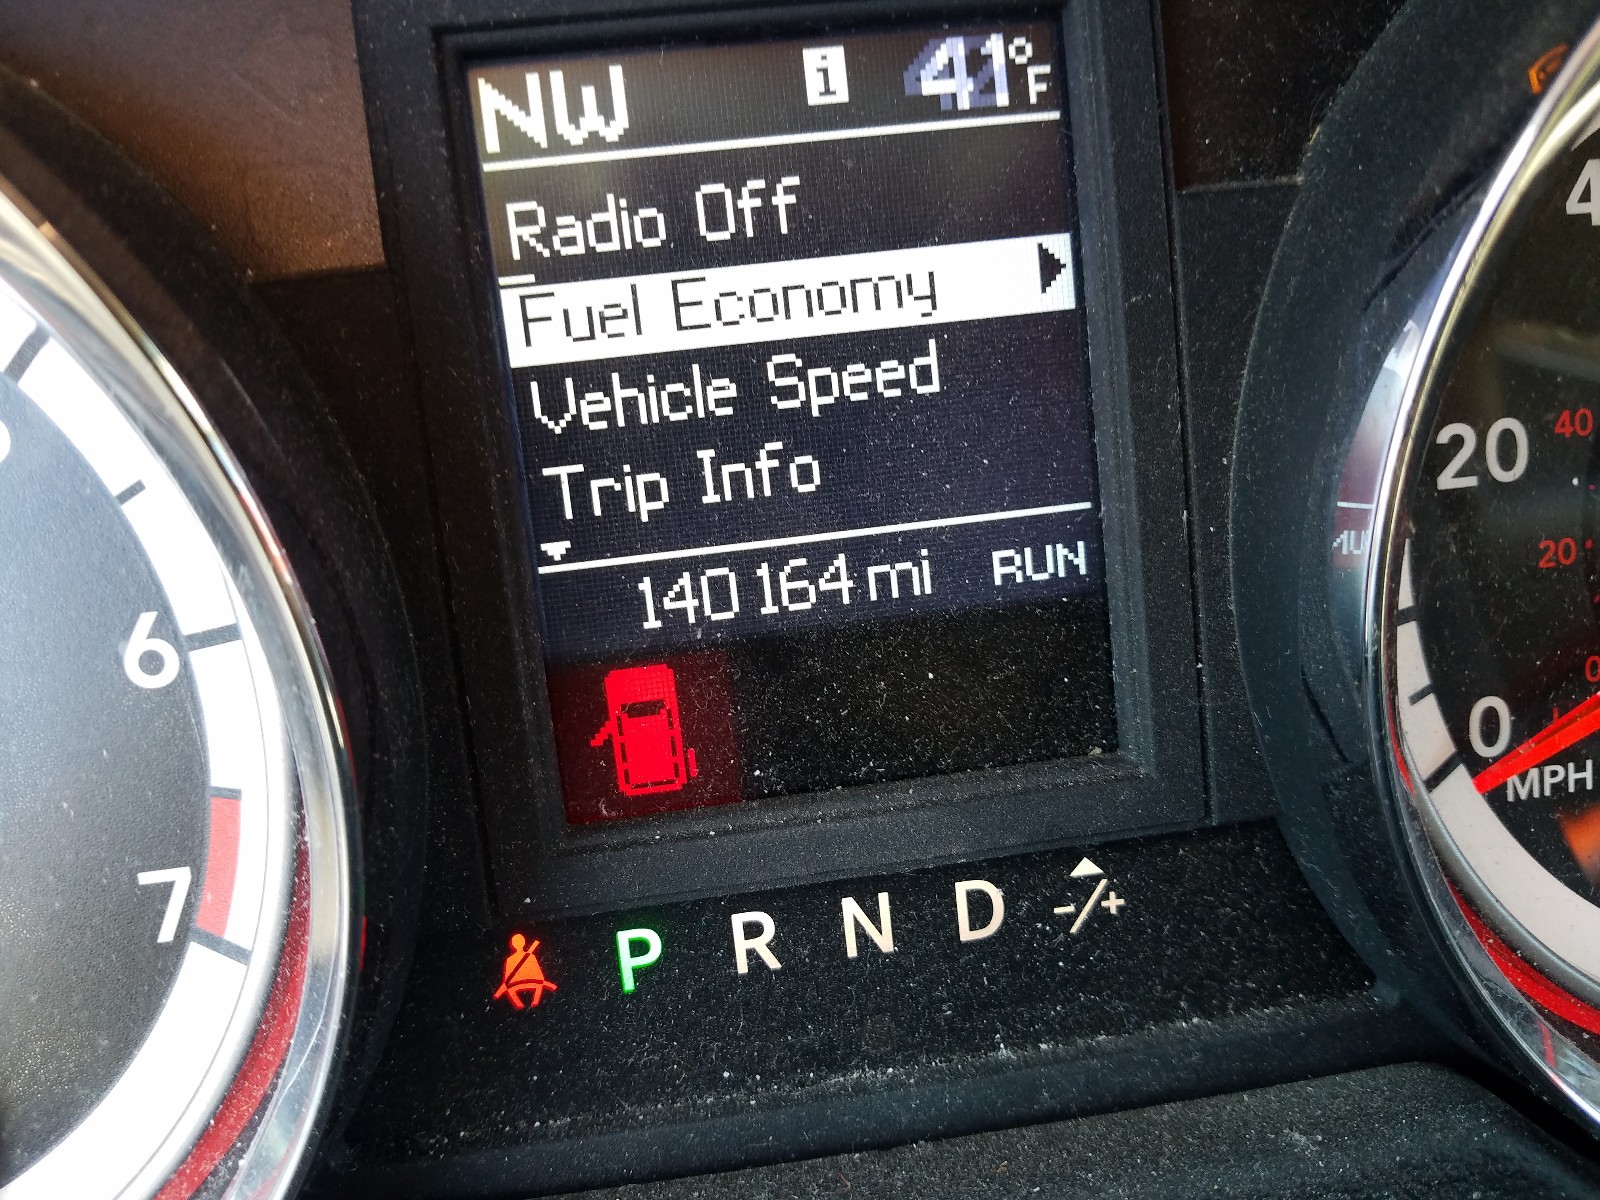 NW i 41°F
Radio Off
Fuel Economy
Vehicle Speed
Trip Info
140164 mi RUN
P R N D -/+
6
7
20
40
20
0
0
MPH